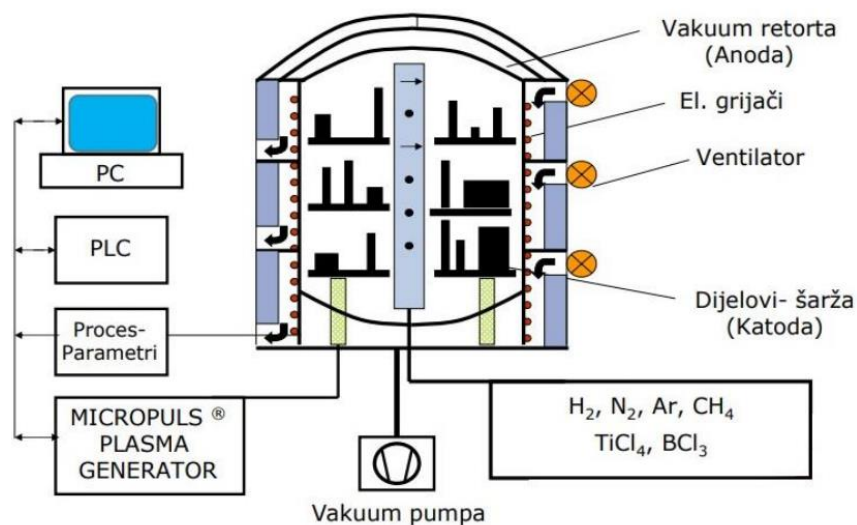 Vakuum retorta
(Anoda)
El. grijači
Ventilator
Dijelovi- šarža
(Katoda)
PC
PLC
Proces-
Parametri
MICROPULS ®
PLASMA
GENERATOR
H₂, N₂, Ar, CH₄
TiCl₄, BCl₃
Vakuum pumpa